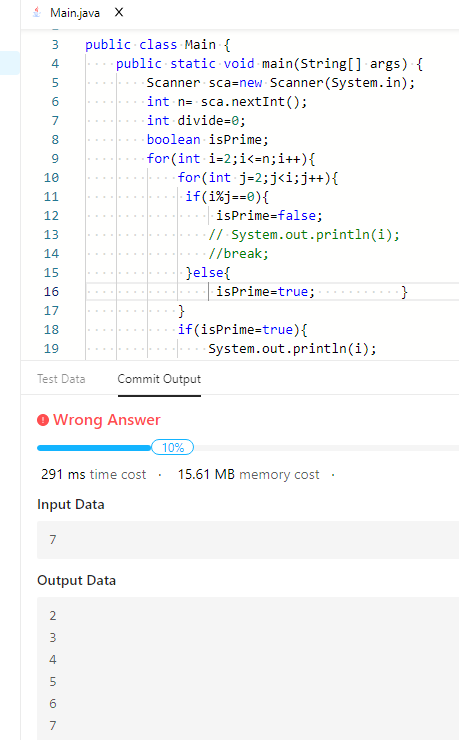 Main.java X
3 public class Main {
4 public static void main(String[] args) {
5 Scanner sca=new Scanner(System.in);
6 int n= sca.nextInt();
7 int divide=0;
8 boolean isPrime;
9 for(int i=2;i<=n;i++){
10 for(int j=2;j<i;j++){
11 if(i%j==0){
12 isPrime=false;
13 // System.out.println(i);
14 //break;
15 }else{
16 isPrime=true; }
17 }
18 if(isPrime=true){
19 System.out.println(i);
Test Data Commit Output
Wrong Answer
10%
291 ms time cost · 15.61 MB memory cost ·
Input Data
7
Output Data
2
3
4
5
6
7